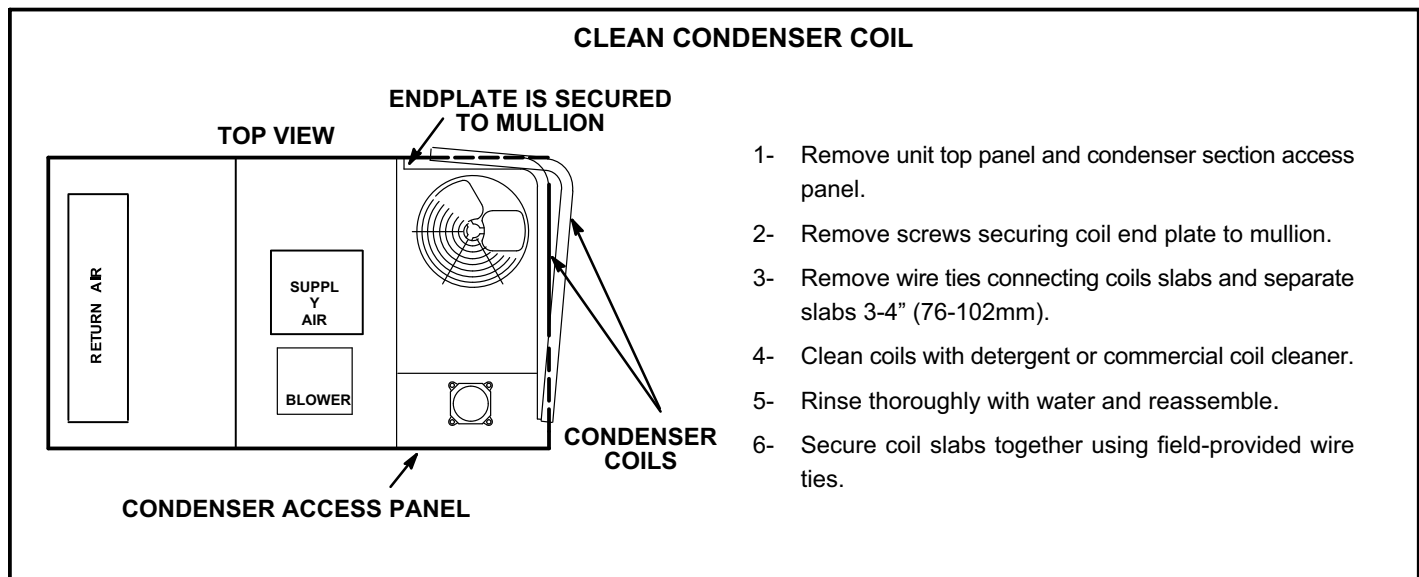 CLEAN CONDENSER COIL
ENDPLATE IS SECURED
TO MULLION
TOP VIEW
RETURN AIR
SUPPL
Y
AIR
BLOWER
CONDENSER
COILS
CONDENSER ACCESS PANEL
1- Remove unit top panel and condenser section access
panel.
2- Remove screws securing coil end plate to mullion.
3- Remove wire ties connecting coils slabs and separate
slabs 3-4” (76-102mm).
4- Clean coils with detergent or commercial coil cleaner.
5- Rinse thoroughly with water and reassemble.
6- Secure coil slabs together using field-provided wire
ties.